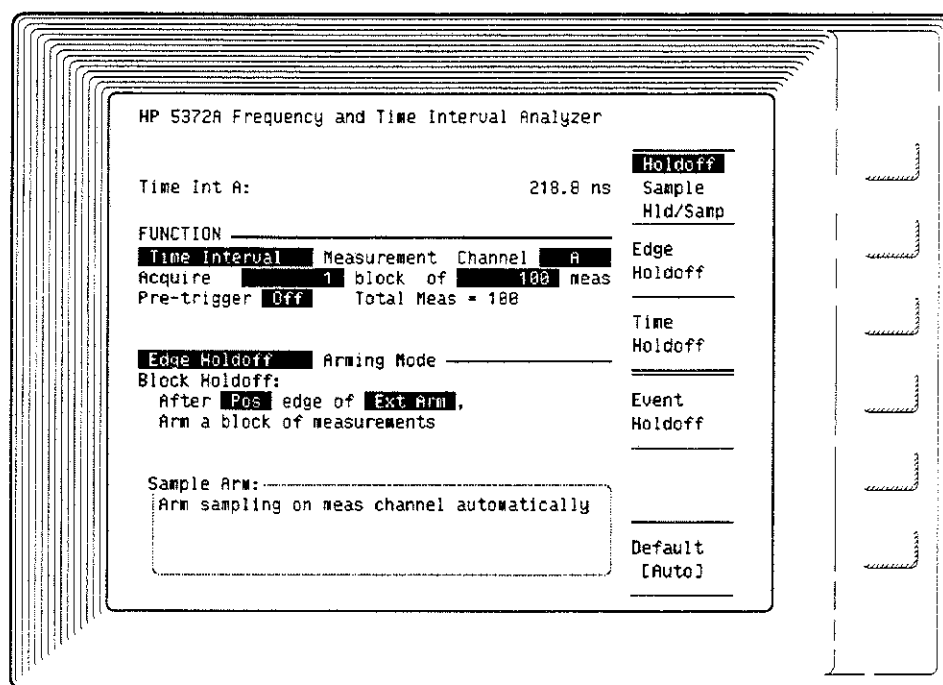 HP 5372A Frequency and Time Interval Analyzer
Time Int A: 218.8 ns
FUNCTION
Time Interval Measurement Channel A
Acquire 1 block of 100 meas
Pre-trigger Off Total Meas = 100
Edge Holdoff Arming Mode
Block Holdoff:
After Pos edge of Ext Arm,
Arm a block of measurements
Sample Arm:
Arm sampling on meas channel automatically
Holdoff
Sample
Hld/Samp
Edge
Holdoff
Time
Holdoff
Event
Holdoff
Default
[Auto]